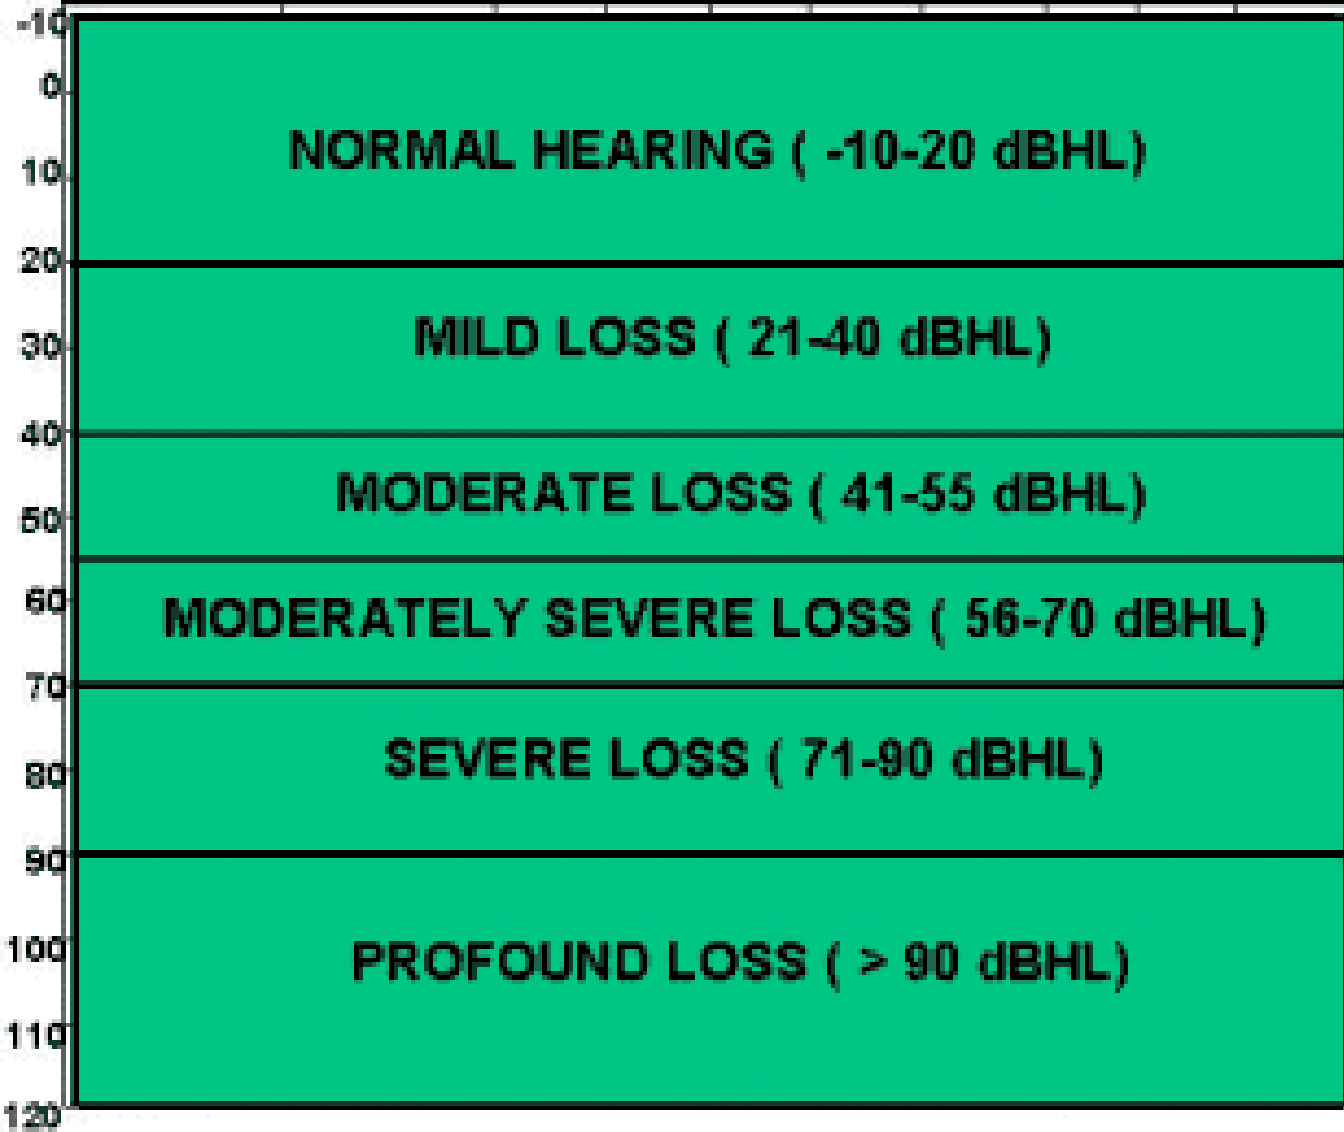 -10
0
NORMAL HEARING ( -10-20 dBHL)
10
20
MILD LOSS ( 21-40 dBHL)
30
40
MODERATE LOSS ( 41-55 dBHL)
50
60
MODERATELY SEVERE LOSS ( 56-70 dBHL)
70
SEVERE LOSS ( 71-90 dBHL)
80
90
100
PROFOUND LOSS ( > 90 dBHL)
110
120